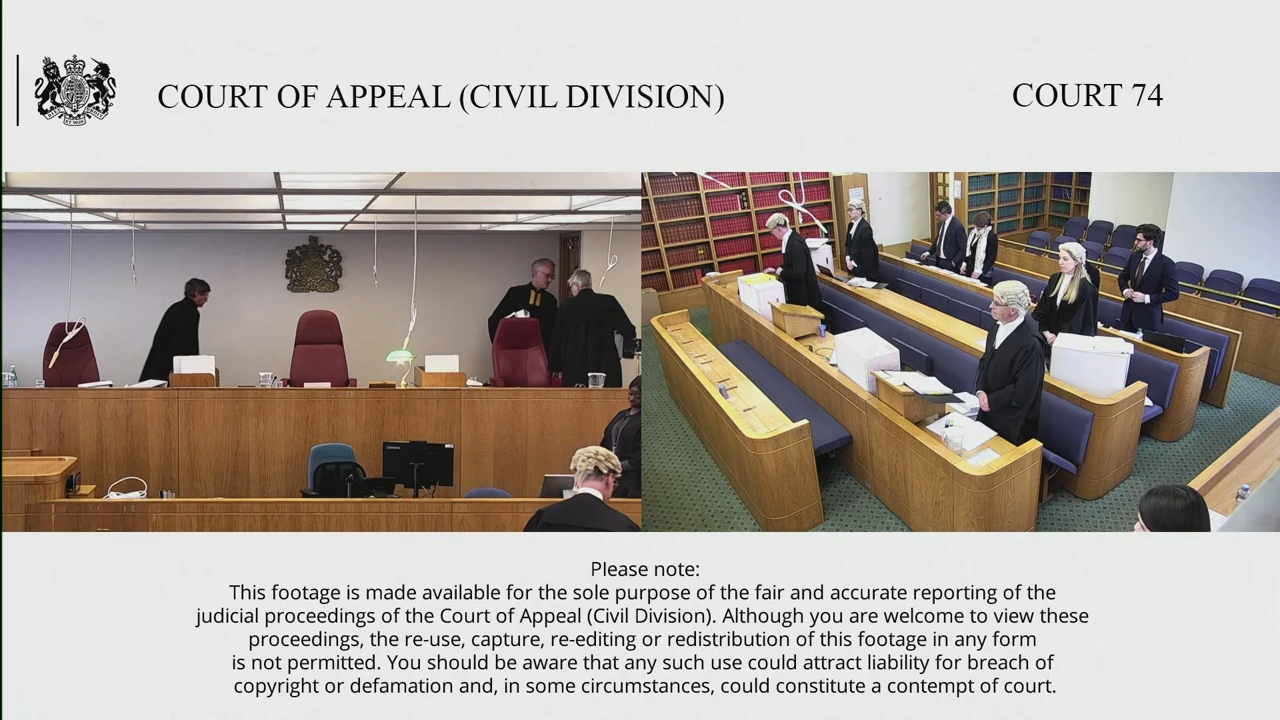 COURT OF APPEAL (CIVIL DIVISION)
COURT 74
Please note:
This footage is made available for the sole purpose of the fair and accurate reporting of the
judicial proceedings of the Court of Appeal (Civil Division). Although you are welcome to view these
proceedings, the re-use, capture, re-editing or redistribution of this footage in any form
is not permitted. You should be aware that any such use could attract liability for breach of
copyright or defamation and, in some circumstances, could constitute a contempt of court.